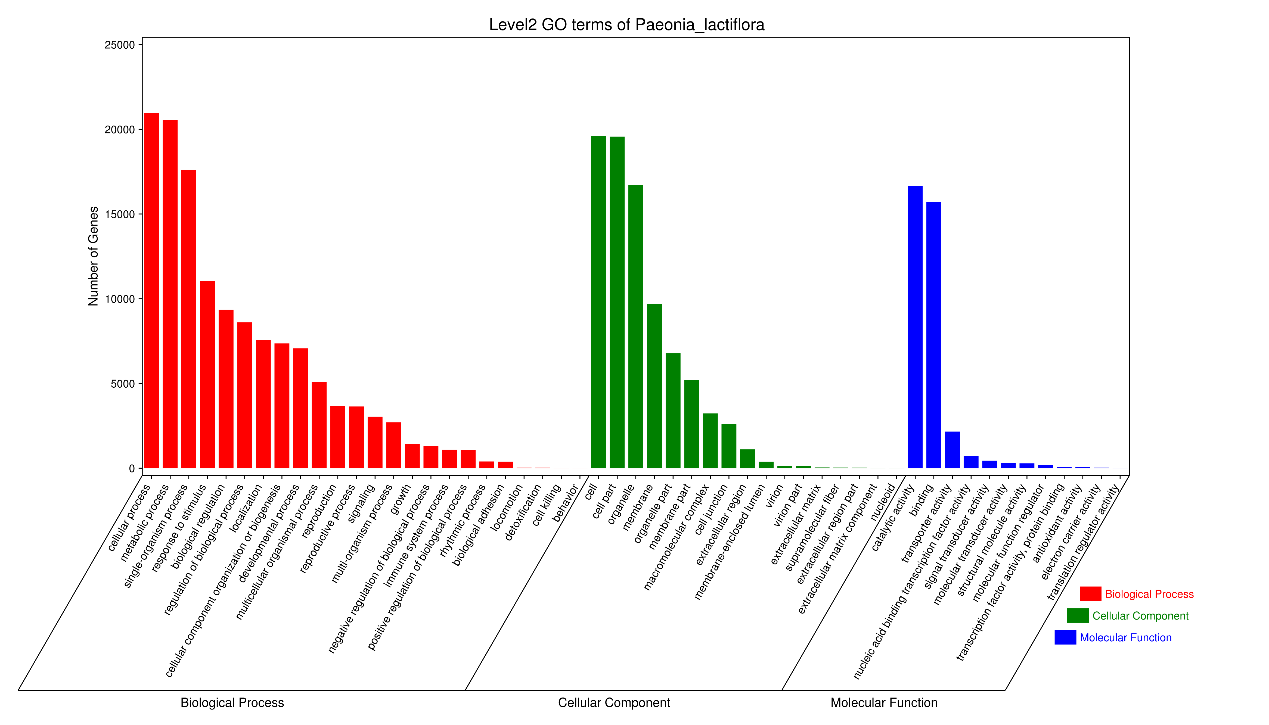 Level2 GO terms of Paeonia_lactiflora
Number of Genes
25000
20000
15000
10000
5000
0
cellular process
metabolic process
single-organism process
response to stimulus
biological regulation
regulation of biological process
localization
cellular component organization or biogenesis
developmental process
multicellular organismal process
reproduction
reproductive process
signaling
multi-organism process
growth
negative regulation of biological process
immune system process
positive regulation of biological process
rhythmic process
biological adhesion
locomotion
detoxification
cell killing
behavior
cell
cell part
organelle
membrane
organelle part
membrane part
macromolecular complex
cell junction
extracellular region
membrane-enclosed lumen
virion
virion part
extracellular matrix
supramolecular fiber
extracellular region part
extracellular matrix component
nucleoid
catalytic activity
binding
transporter activity
nucleic acid binding transcription factor activity
signal transducer activity
molecular transducer activity
structural molecule activity
molecular function regulator
transcription factor activity, protein binding
antioxidant activity
electron carrier activity
translation regulator activity
Biological Process
Cellular Component
Molecular Function
Biological Process
Cellular Component
Molecular Function